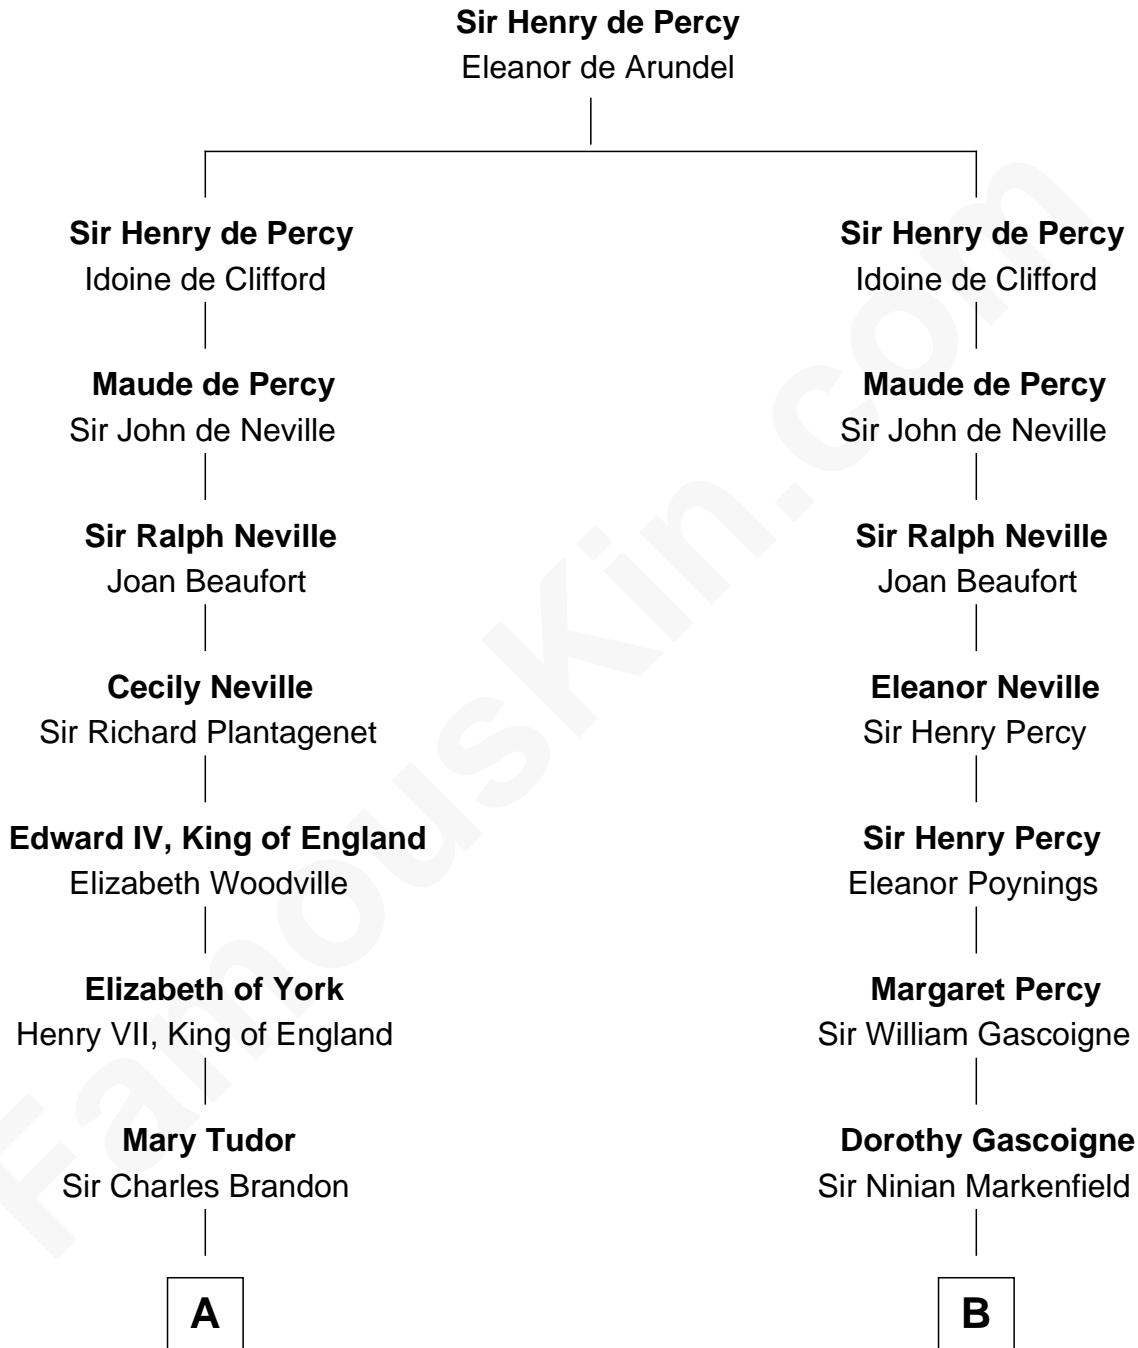 Sir Henry de Percy
Eleanor de Arundel
Sir Henry de Percy
Idoine de Clifford
Maude de Percy
Sir John de Neville
Sir Ralph Neville
Joan Beaufort
Cecily Neville
Sir Richard Plantagenet
Edward IV, King of England
Elizabeth Woodville
Elizabeth of York
Henry VII, King of England
Mary Tudor
Sir Charles Brandon
A
Sir Henry de Percy
Idoine de Clifford
Maude de Percy
Sir John de Neville
Sir Ralph Neville
Joan Beaufort
Eleanor Neville
Sir Henry Percy
Sir Henry Percy
Eleanor Poynings
Margaret Percy
Sir William Gascoigne
Dorothy Gascoigne
Sir Ninian Markenfield
B
FamousKin.com